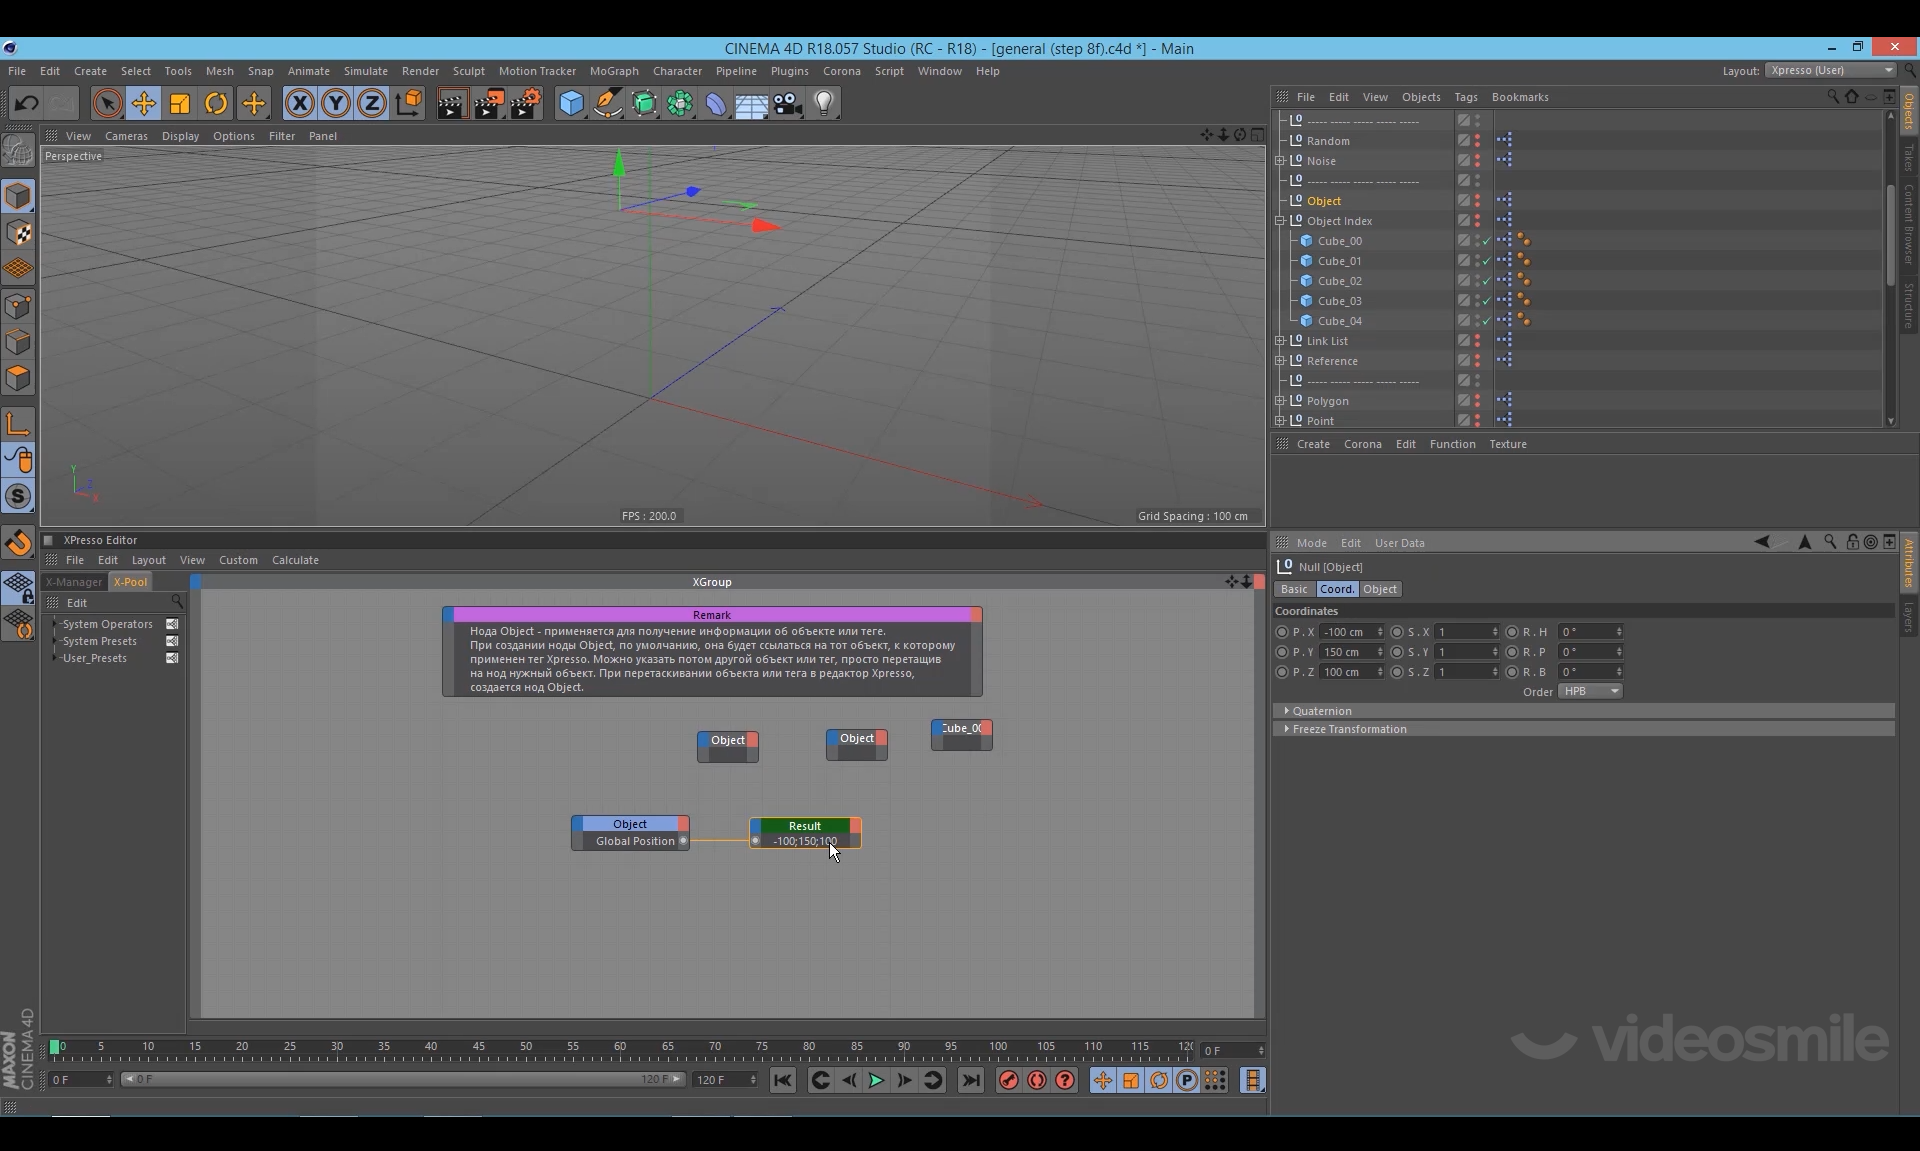 CINEMA 4D R18.057 Studio (RC - R18) - [general (step 8f).c4d *] - Main
File Edit Create Select Tools Mesh Snap Animate Simulate Render Sculpt Motion Tracker MoGraph Character Pipeline Plugins Corona Script Window Help
Layout: Xpresso (User)
X Y Z
File Edit View Objects Tags Bookmarks
Objects
Takes
Content Browser
Structure
----- ----- ----- ----- -----
Random
Noise
----- ----- ----- ----- -----
Object
Object Index
Cube_00
Cube_01
Cube_02
Cube_03
Cube_04
Link List
Reference
----- ----- ----- ----- -----
Polygon
Point
View Cameras Display Options Filter Panel
Perspective
Y
Z
X
FPS : 200.0
Grid Spacing : 100 cm
Create Corona Edit Function Texture
Mode Edit User Data
Attributes
Layers
Null [Object]
Basic Coord. Object
Coordinates
P . X -100 cm S . X 1 R . H 0 °
P . Y 150 cm S . Y 1 R . P 0 °
P . Z 100 cm S . Z 1 R . B 0 °
Order HPB
Quaternion
Freeze Transformation
XPresso Editor
File Edit Layout View Custom Calculate
X-Manager X-Pool
Edit
System Operators
System Presets
User_Presets
XGroup
Remark
Нода Object - применяется для получение информации об объекте или теге.
При создании ноды Object, по умолчанию, она будет ссылаться на тот объект, к которому
применен тег Xpresso. Можно указать потом другой объект или тег, просто перетащив
на нод нужный объект. При перетаскивании объекта или тега в редактор Xpresso,
создается нод Object.
Object
Object
Cube_00
Object
Global Position
Result
-100;150;100
0 5 10 15 20 25 30 35 40 45 50 55 60 65 70 75 80 85 90 95 100 105 110 115 120
0 F
0 F
0 F
120 F
120 F
MAXON
CINEMA 4D
videosmile